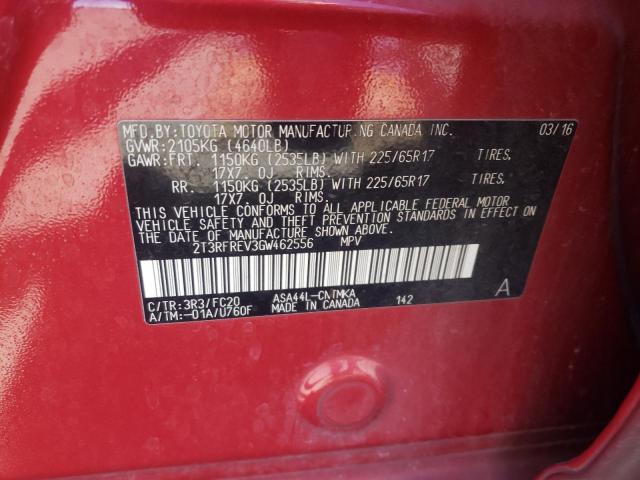 MFD.BY:TOYOTA MOTOR MANUFACTURING CANADA INC. 03/16
GVWR:2105KG (4640LB)
GAWR:FRT. 1150KG (2535LB) WITH 225/65R17 TIRES.
17X7.0J RIMS.
RR. 1150KG (2535LB) WITH 225/65R17 TIRES.
17X7.0J RIMS.
THIS VEHICLE CONFORMS TO ALL APPLICABLE FEDERAL MOTOR
VEHICLE SAFETY AND THEFT PREVENTION STANDARDS IN EFFECT ON
THE DATE OF MANUFACTURE SHOWN ABOVE.
2T3RFREV3GW462556 MPV
C/TR:3R3/FC20 ASA44L-CNTMKA 142 A
A/TM:-01A/U760F MADE IN CANADA